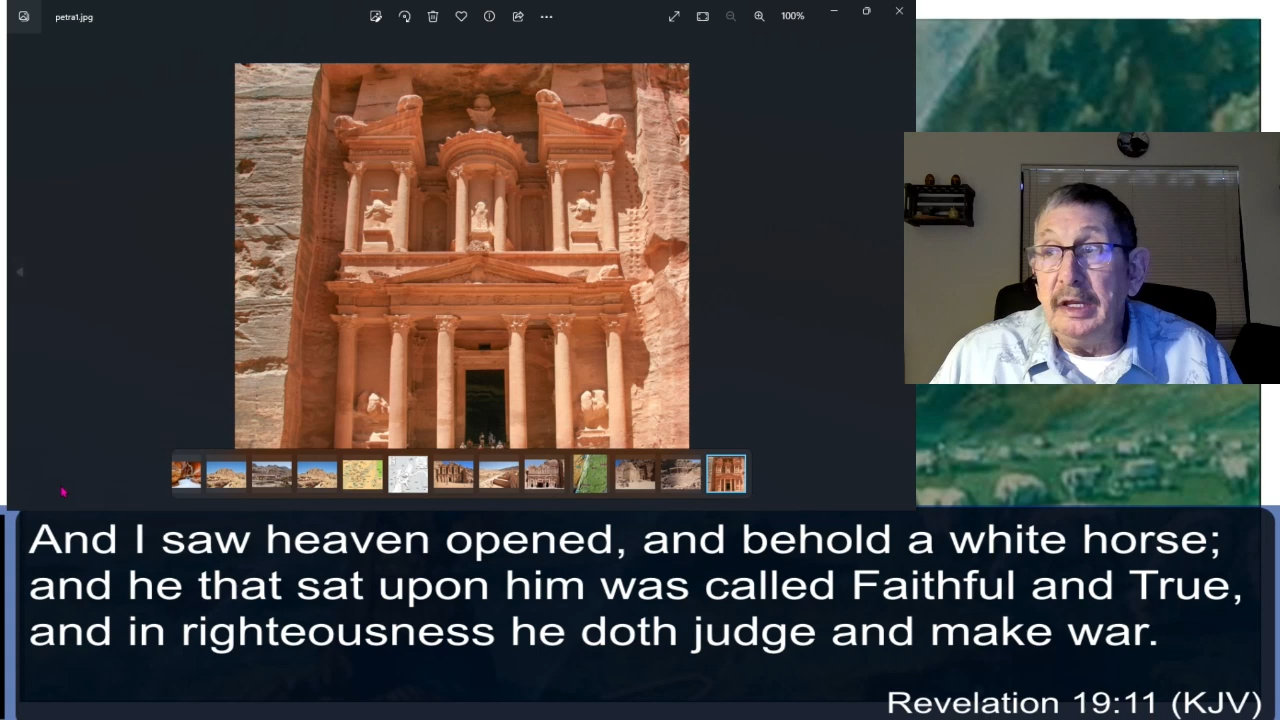 petra1.jpg
100%
And I saw heaven opened, and behold a white horse;
and he that sat upon him was called Faithful and True,
and in righteousness he doth judge and make war.
Revelation 19:11 (KJV)